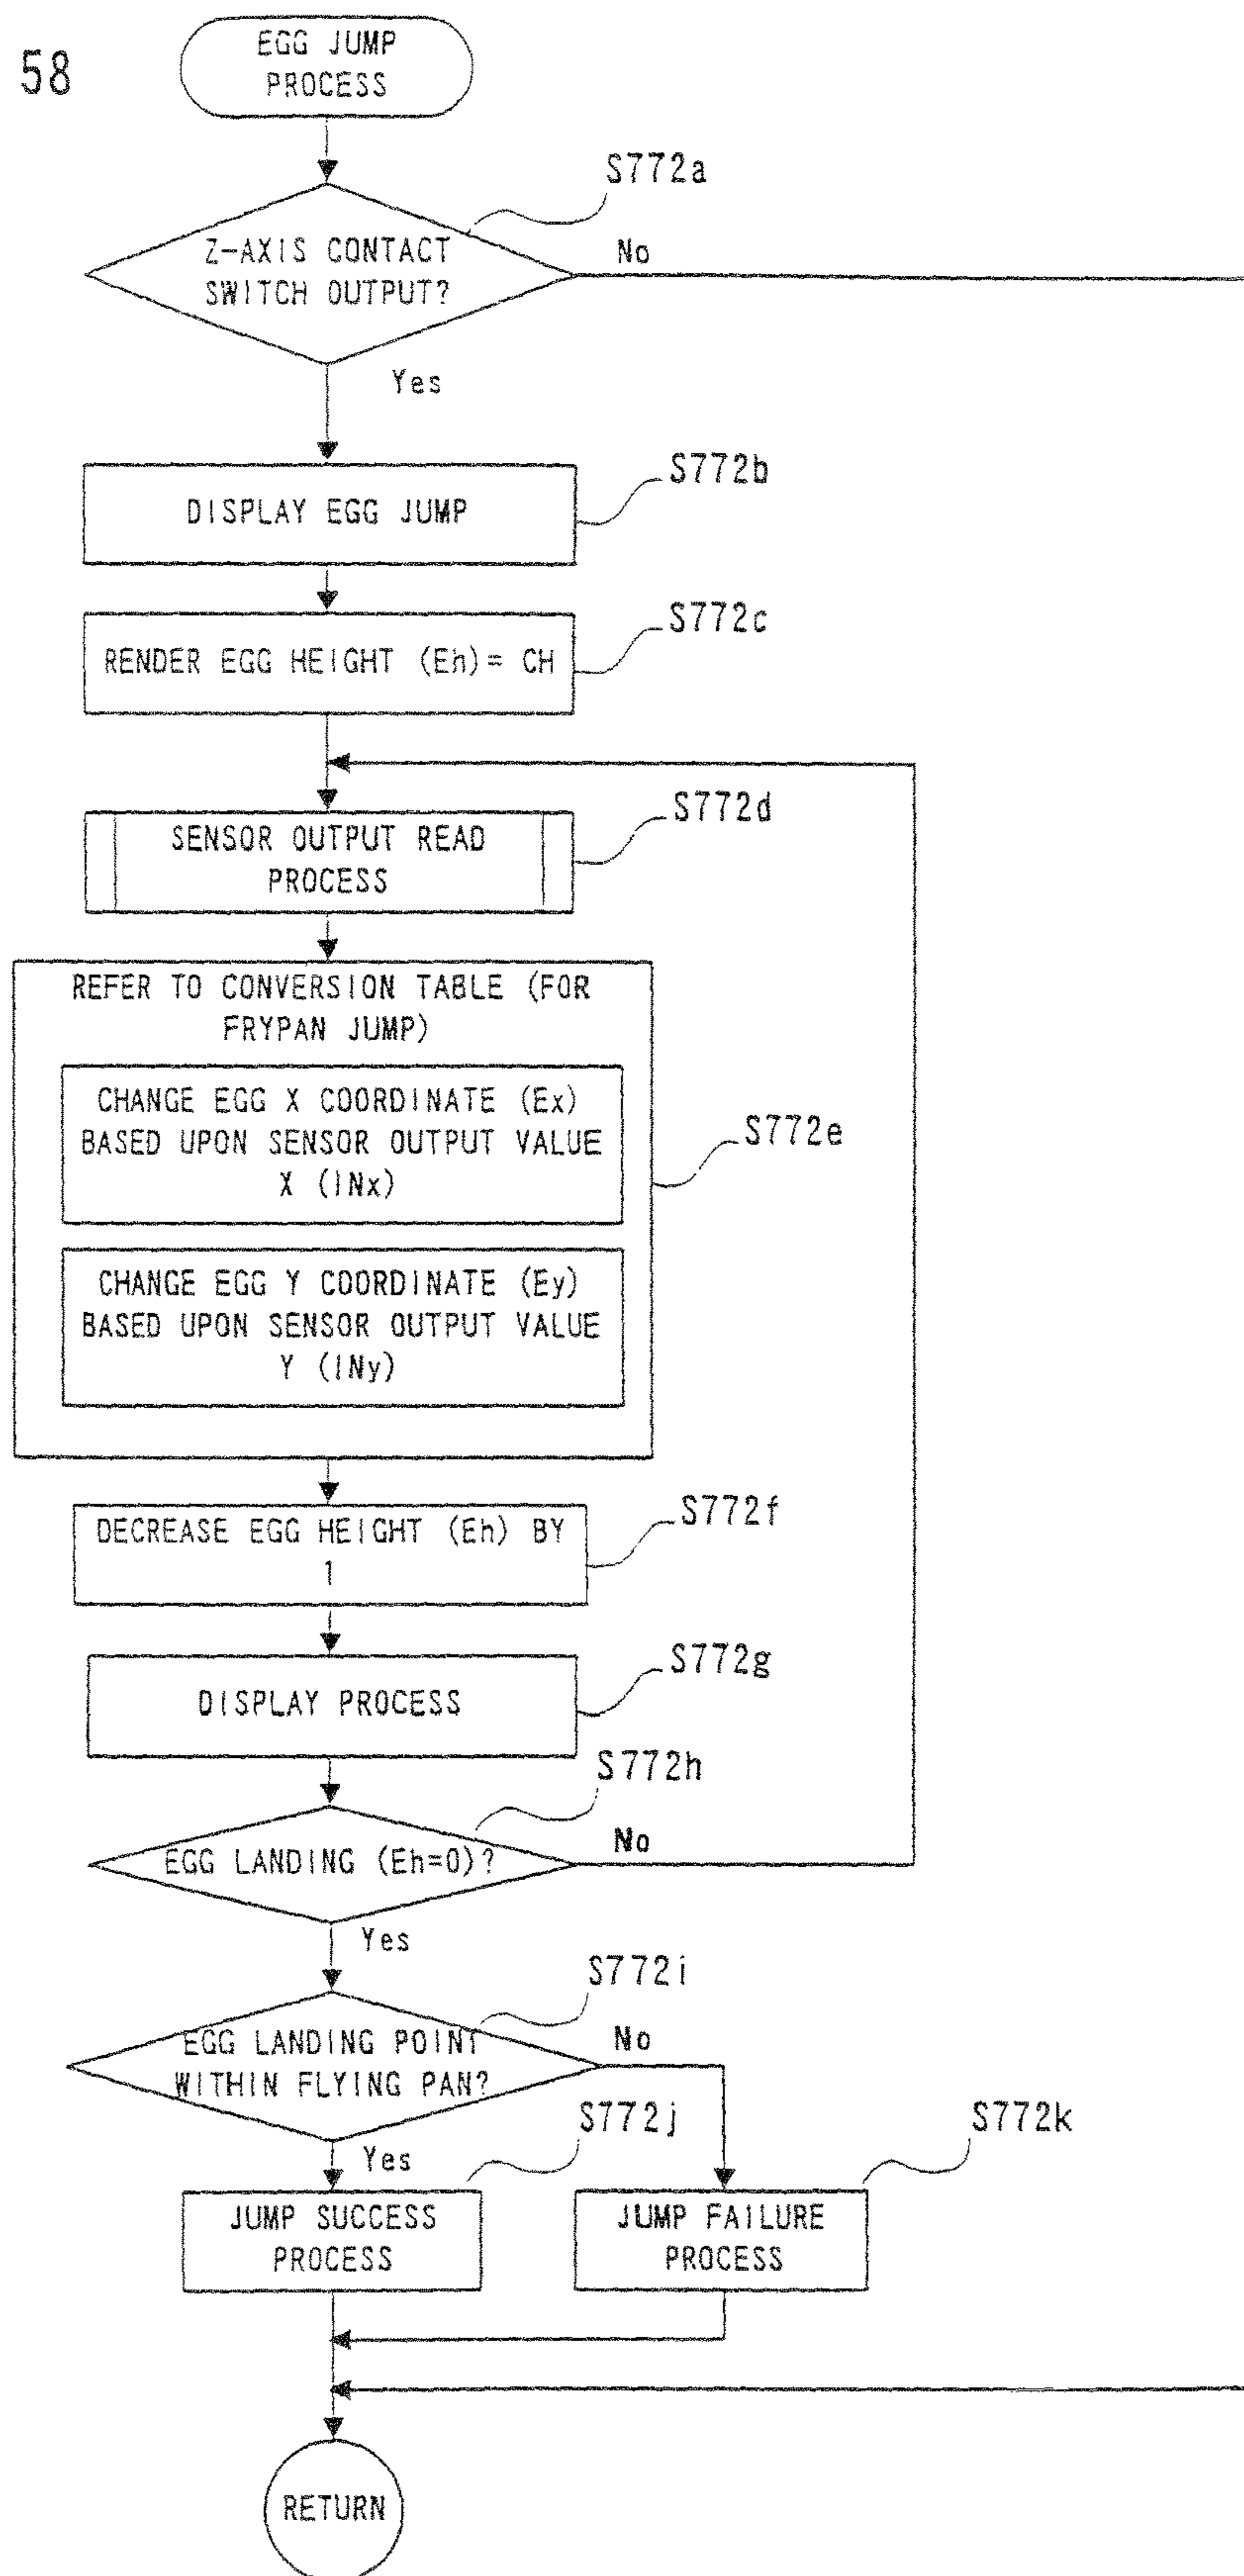 58
EGG JUMP
PROCESS
S772a
Z-AXIS CONTACT
SWITCH OUTPUT?
No
Yes
S772b
DISPLAY EGG JUMP
S772c
RENDER EGG HEIGHT (Eh)= CH
S772d
SENSOR OUTPUT READ
PROCESS
REFER TO CONVERSION TABLE (FOR
FRYPAN JUMP)
CHANGE EGG X COORDINATE (Ex)
BASED UPON SENSOR OUTPUT VALUE
X (INx)
S772e
CHANGE EGG Y COORDINATE (Ey)
BASED UPON SENSOR OUTPUT VALUE
Y (INy)
S772f
DECREASE EGG HEIGHT (Eh) BY
1
S772g
DISPLAY PROCESS
S772h
EGG LANDING (Eh=0)?
No
Yes
S772i
EGG LANDING POINT
WITHIN FLYING PAN?
No
Yes
S772j
S772k
JUMP SUCCESS
PROCESS
JUMP FAILURE
PROCESS
RETURN